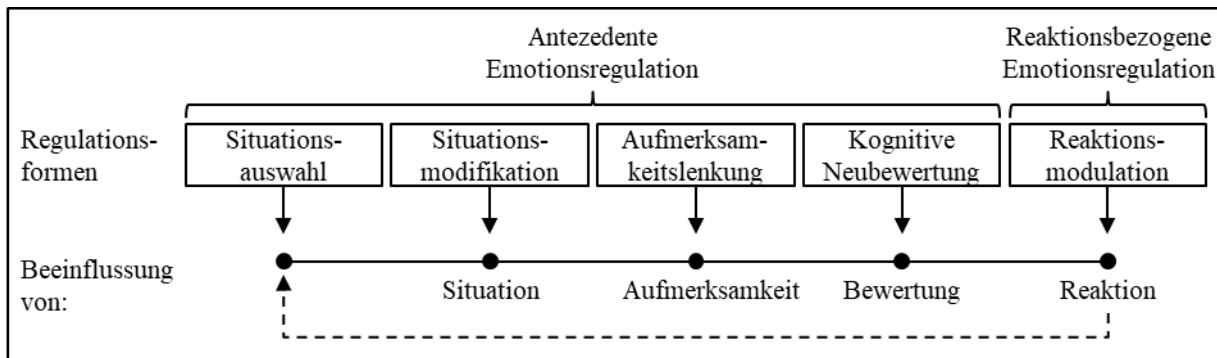 Antezedente
Emotionsregulation
Reaktionsbezogene
Emotionsregulation
Regulations-
formen
Situations-
auswahl
Situations-
modifikation
Aufmerksam-
keitslenkung
Kognitive
Neubewertung
Reaktions-
modulation
Beeinflussung
von:
Situation
Aufmerksamkeit
Bewertung
Reaktion